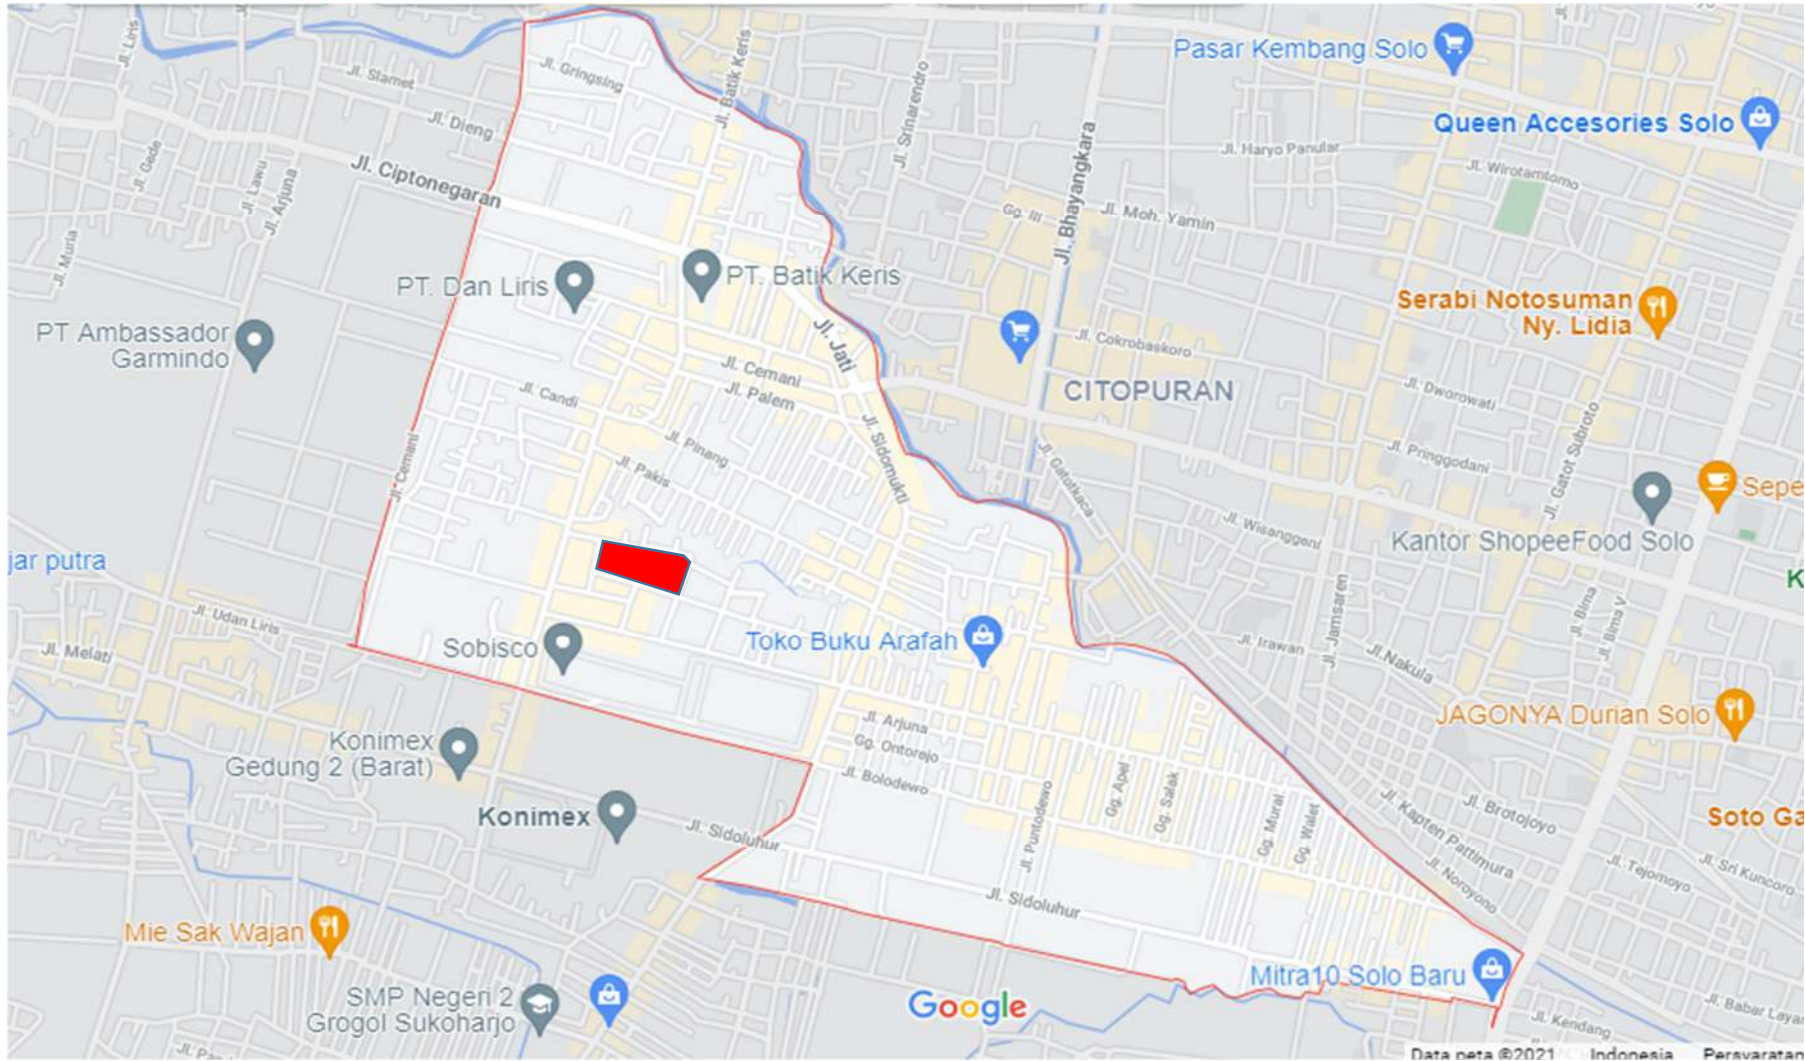 Jl. Liris
Jl. Slamet
Jl. Gringsing
Jl. Batik Keris
Jl. Srinarendro
Pasar Kembang Solo
Queen Accesories Solo
Jl. Dieng
Jl. Gede
Jl. Lawu
Jl. Arjuna
Jl. Ciptonegaran
Jl. Haryo Panular
Jl. Wirotamtomo
Jl. Bhayangkara
Gg. III
Jl. Moh. Yamin
Jl. Muria
PT. Dan Liris
PT. Batik Keris
Serabi Notosuman
Ny. Lidia
PT Ambassador
Garmindo
Jl. Jati
Jl. Cokrobaskoro
Jl. Cemani
Jl. Palem
Jl. Candi
CITOPURAN
Jl. Dworowati
Jl. Gatot Subroto
Jl. Pinang
Jl. Pakis
Jl. Sidomukti
Jl. Cemani
Jl. Gatotkaca
Jl. Pringgodani
Sepe
Jl. Wisanggeni
Kantor ShopeeFood Solo
jar putra
K
Jl. Udan Liris
Jl. Melati
Sobisco
Toko Buku Arafah
Jl. Irawan
Jl. Jamsaren
Jl. Nakula
Jl. Bima
Jl. Bima V
JAGONYA Durian Solo
Jl. Arjuna
Gg. Ontorejo
Jl. Bolodewo
Konimex
Gedung 2 (Barat)
Konimex
Jl. Sidoluhur
Jl. Puntodewo
Gg. Apel
Gg. Salak
Gg. Murai
Gg. Walet
Jl. Kapten Pattimura
Jl. Brotojoyo
Soto Ga
Jl. Noroyono
Jl. Tejomoyo
Jl. Sri Kuncoro
Jl. Sidoluhur
Mie Sak Wajan
Mitra10 Solo Baru
SMP Negeri 2
Grogol Sukoharjo
Google
Jl. Babar Layar
Jl. Kendang
Data peta ©2021 Indonesia Persyaratan